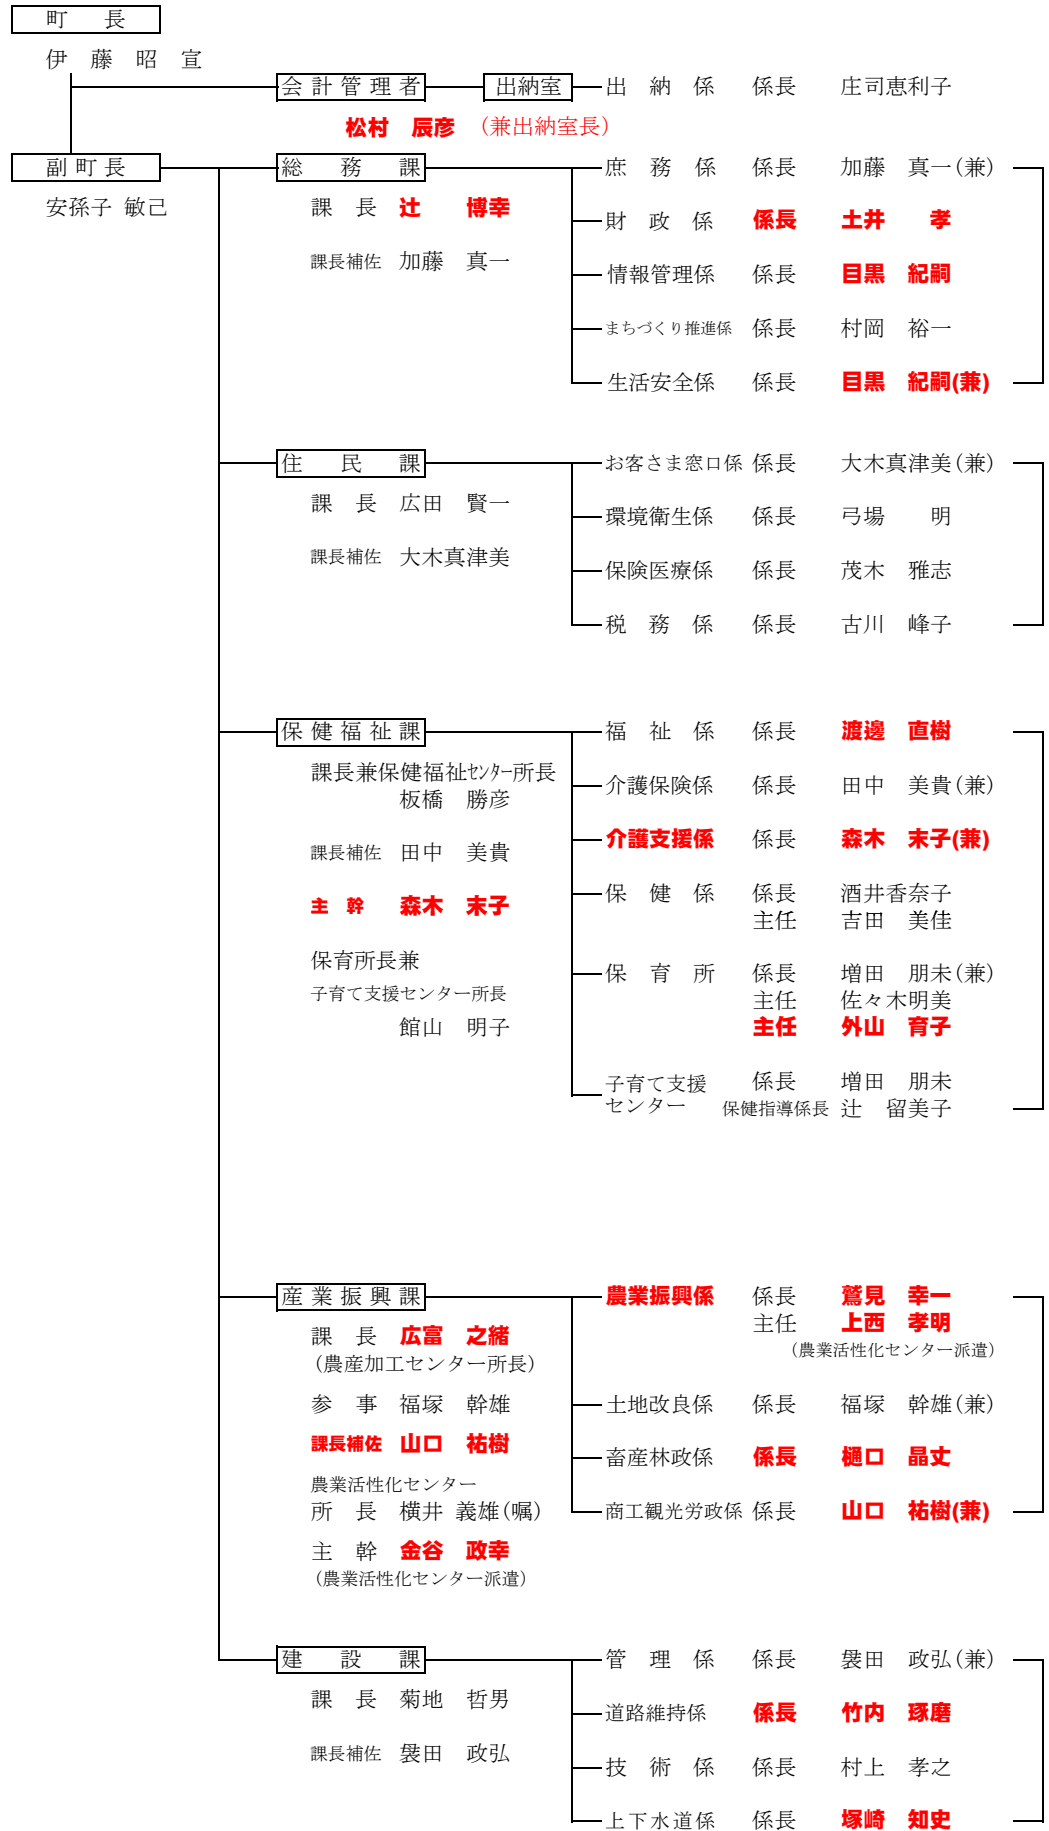 町　長
伊　藤　昭　宣
会計管理者　出納室　出　納　係　係長　庄司恵利子
松村　辰彦　（兼出納室長）
副町長　総　務　課　庶　務　係　係長　加藤　真一（兼）
安孫子 敏己　課　長　辻　　博幸
財　政　係　係長　土井　　孝
課長補佐　加藤　真一
情報管理係　係長　目黒　紀嗣
まちづくり推進係　係長　村岡　裕一
生活安全係　係長　目黒　紀嗣(兼)
住　民　課　お客さま窓口係　係長　大木真津美（兼）
課　長　広田　賢一
環境衛生係　係長　弓場　　明
課長補佐　大木真津美
保険医療係　係長　茂木　雅志
税　務　係　係長　古川　峰子
保健福祉課　福　祉　係　係長　渡邊　直樹
課長兼保健福祉ｾﾝﾀｰ所長
介護保険係　係長　田中　美貴（兼）
板橋　勝彦
介護支援係　係長　森木　末子(兼)
課長補佐　田中　美貴
保　健　係　係長　酒井香奈子
主　幹　森木　末子
主任　吉田　美佳
保育所長兼
保　育　所　係長　増田　朋未（兼）
子育て支援センター所長
主任　佐々木明美
館山　明子
主任　外山　育子
子育て支援　係長　増田　朋未
センター　保健指導係長　辻　留美子
産業振興課　農業振興係　係長　鷲見　幸一
主任　上西　孝明
課　長　広富　之緒
（農業活性化センター派遣）
（農産加工センター所長）
参　事　福塚　幹雄
土地改良係　係長　福塚　幹雄（兼）
課長補佐　山口　祐樹
畜産林政係　係長　樋口　晶丈
農業活性化センター
所　長　横井 義雄（嘱）
商工観光労政係　係長　山口　祐樹(兼)
主　幹　金谷　政幸
（農業活性化センター派遣）
建　設　課　管　理　係　係長　袰田　政弘（兼）
課　長　菊地　哲男
道路維持係　係長　竹内　琢磨
課長補佐　袰田　政弘
技　術　係　係長　村上　孝之
上下水道係　係長　塚崎　知史